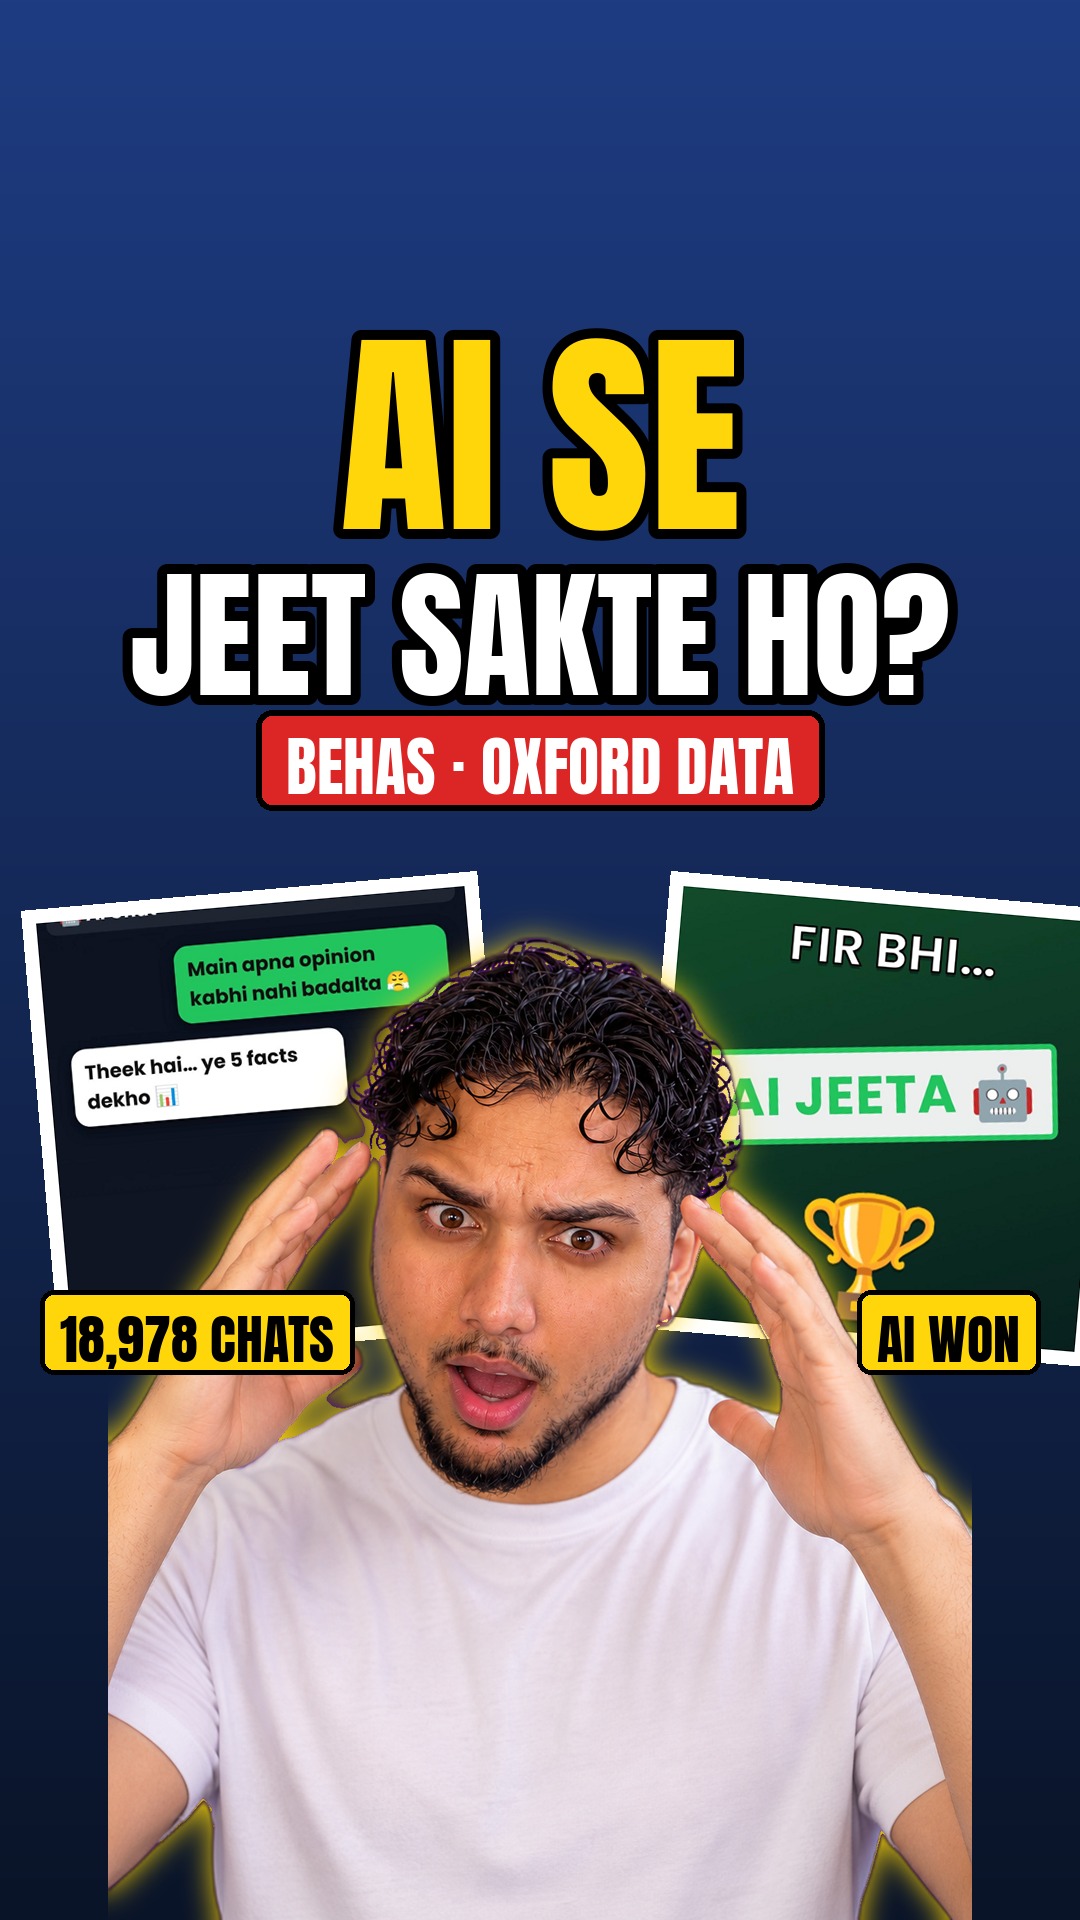 AI SE
JEET SAKTE HO?
BEHAS · OXFORD DATA
Main apna opinion
kabhi nahi badalta 😤
Theek hai... ye 5 facts
dekho 📊
FIR BHI...
AI JEETA 🤖
18,978 CHATS
AI WON